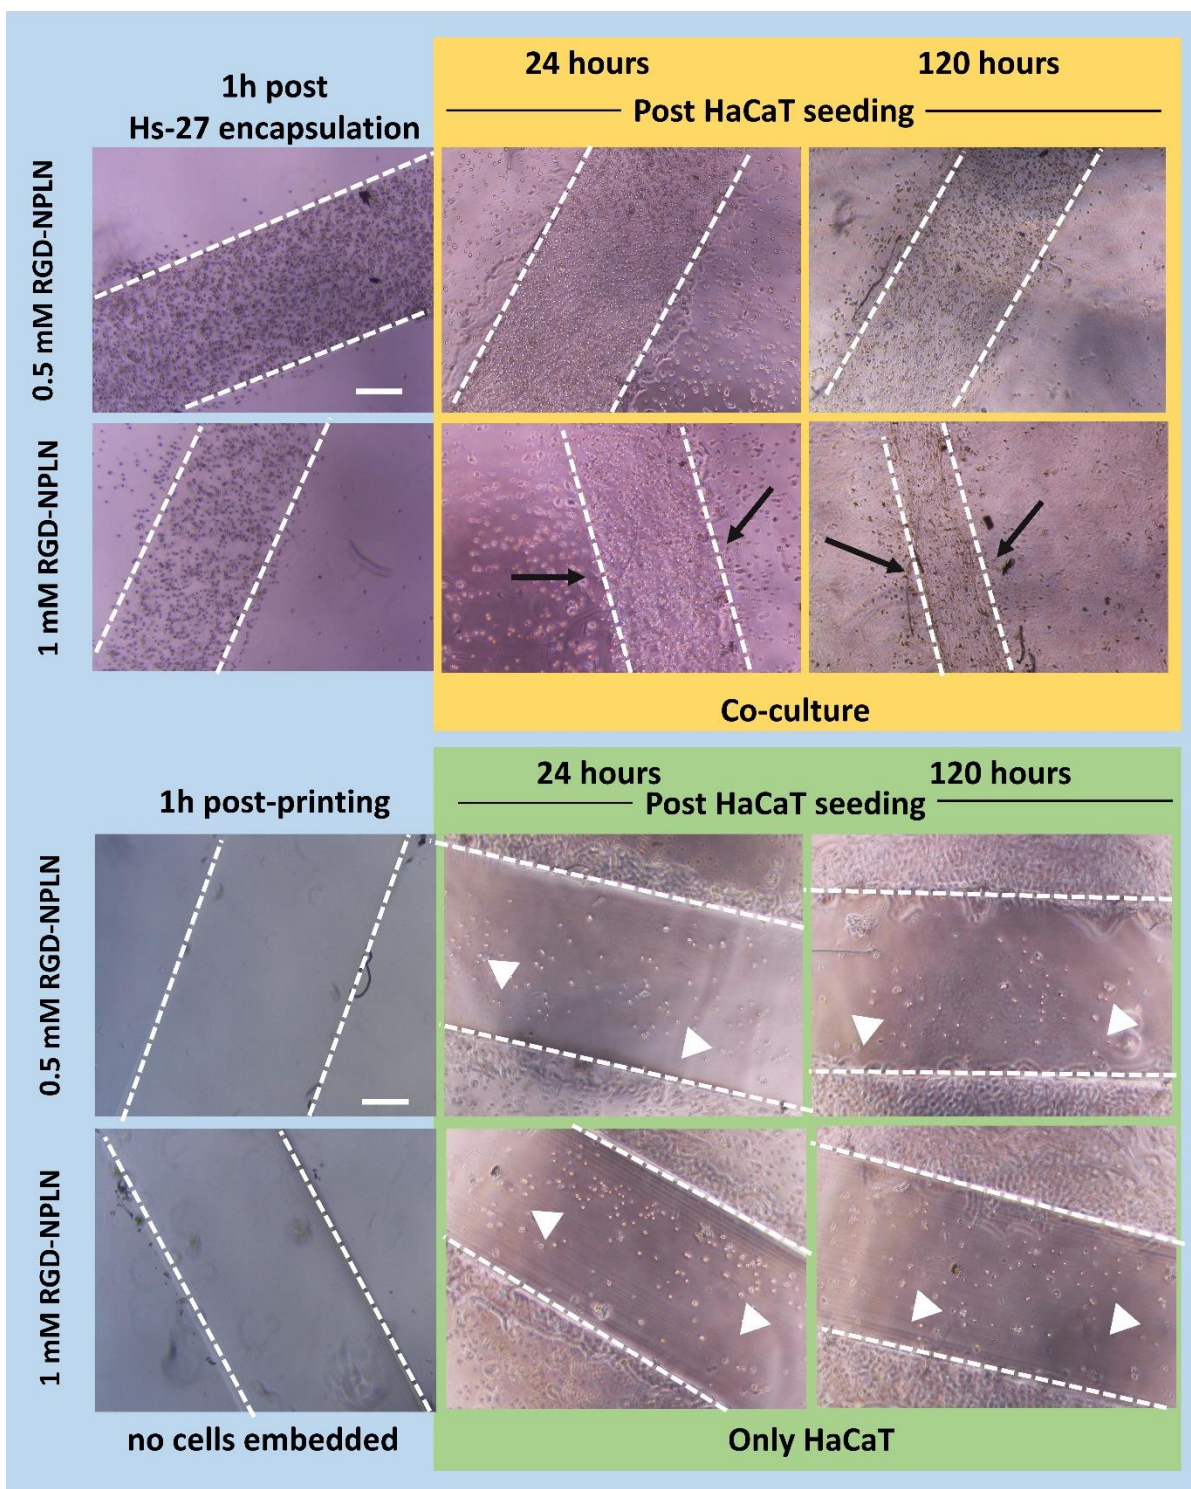 1h post
Hs-27 encapsulation
24 hours
120 hours
Post HaCaT seeding
0.5 mM RGD-NPLN
1 mM RGD-NPLN
Co-culture
1h post-printing
24 hours
120 hours
Post HaCaT seeding
0.5 mM RGD-NPLN
1 mM RGD-NPLN
no cells embedded
Only HaCaT